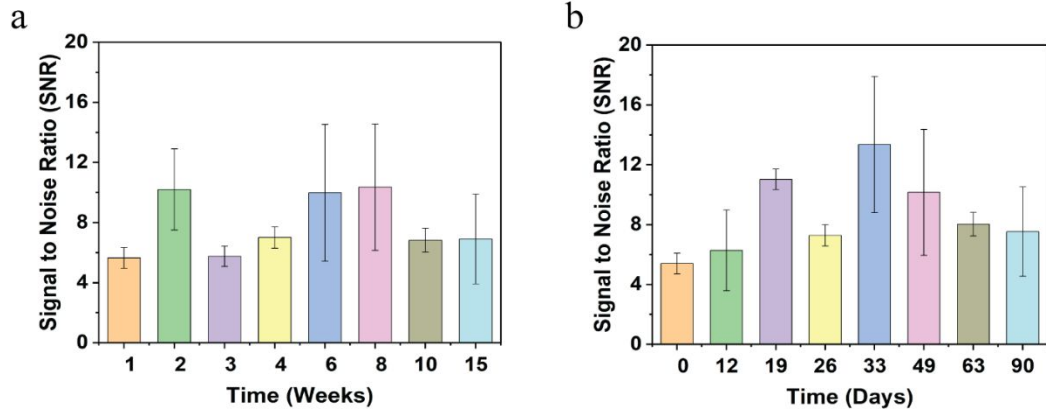 a
20
16
12
8
4
0
Signal to Noise Ratio (SNR)
1 2 3 4 6 8 10 15
Time (Weeks)
b
20
16
12
8
4
0
Signal to Noise Ratio (SNR)
0 12 19 26 33 49 63 90
Time (Days)